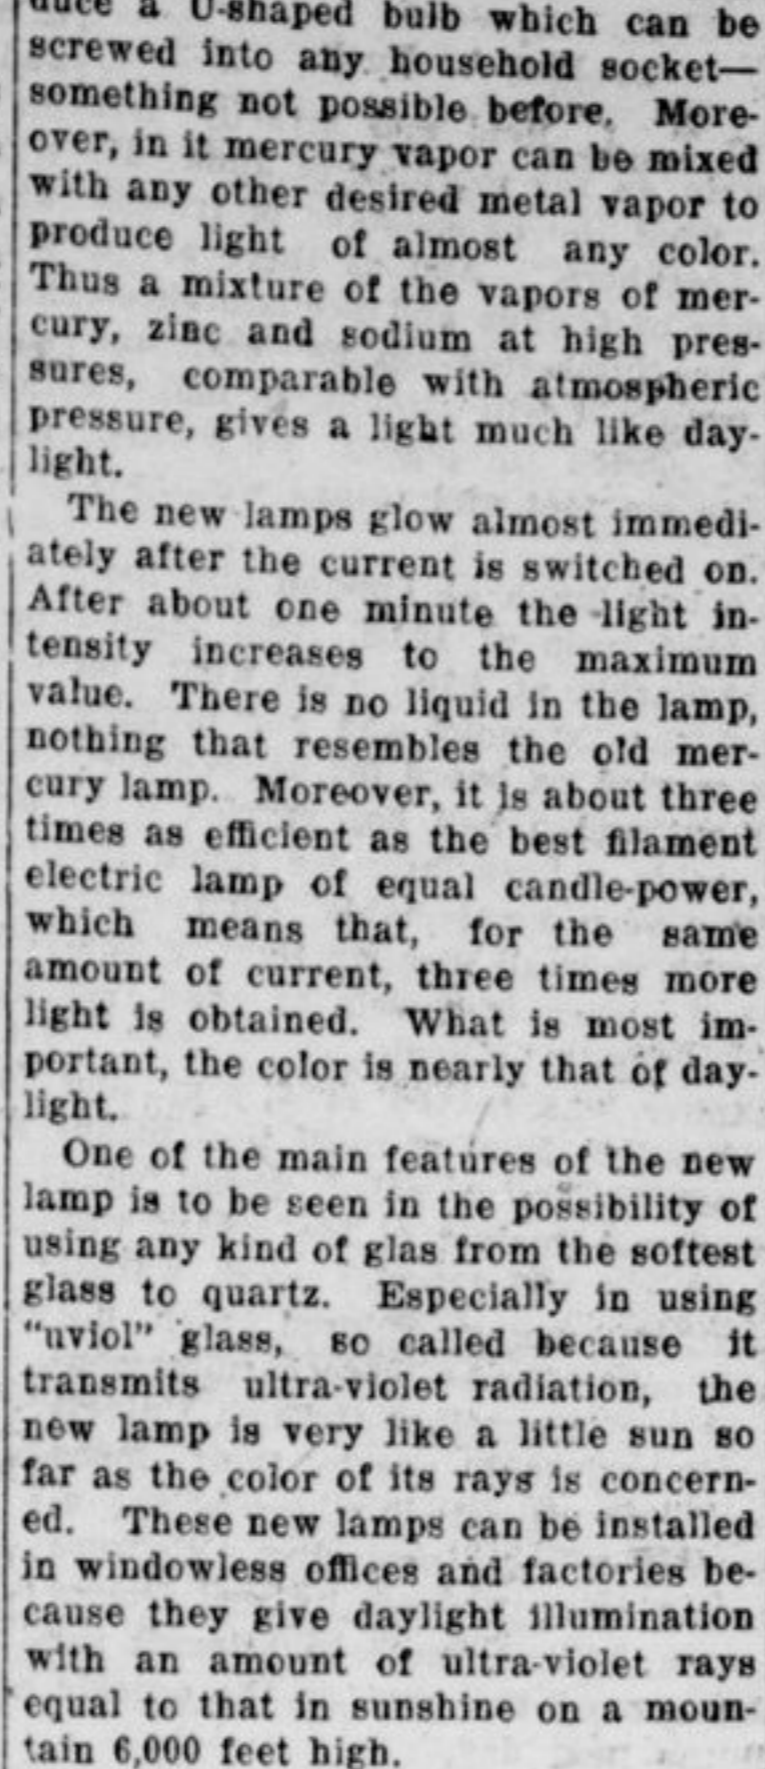 duce a U-shaped bulb which can be
screwed into any household socket—
something not possible before. More-
over, in it mercury vapor can be mixed
with any other desired metal vapor to
produce light of almost any color.
Thus a mixture of the vapors of mer-
cury, zinc and sodium at high pres-
sures, comparable with atmospheric
pressure, gives a light much like day-
light.
The new lamps glow almost immedi-
ately after the current is switched on.
After about one minute the light in-
tensity increases to the maximum
value. There is no liquid in the lamp,
nothing that resembles the old mer-
cury lamp. Moreover, it is about three
times as efficient as the best filament
electric lamp of equal candle-power,
which means that, for the same
amount of current, three times more
light is obtained. What is most im-
portant, the color is nearly that of day-
light.
One of the main features of the new
lamp is to be seen in the possibility of
using any kind of glas from the softest
glass to quartz. Especially in using
"uviol" glass, so called because it
transmits ultra-violet radiation, the
new lamp is very like a little sun so
far as the color of its rays is concern-
ed. These new lamps can be installed
in windowless offices and factories be-
cause they give daylight illumination
with an amount of ultra-violet rays
equal to that in sunshine on a moun-
tain 6,000 feet high.